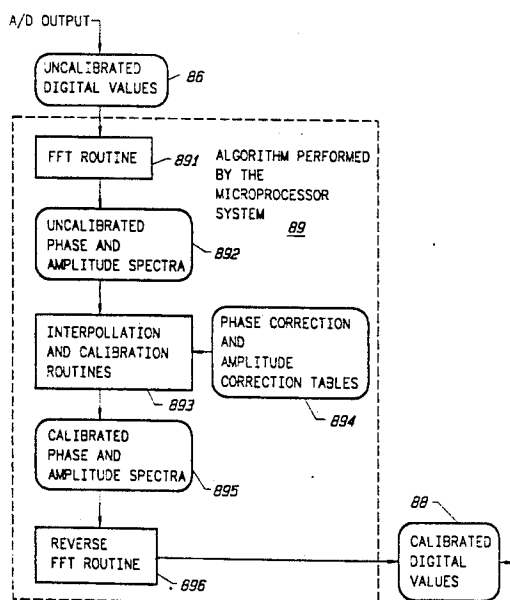 A/D OUTPUT
UNCALIBRATED
DIGITAL VALUES
86
FFT ROUTINE
891
ALGORITHM PERFORMED
BY THE
MICROPROCESSOR
SYSTEM
89
UNCALIBRATED
PHASE AND
AMPLITUDE SPECTRA
892
INTERPOLLATION
AND CALIBRATION
ROUTINES
893
PHASE CORRECTION
AND
AMPLITUDE
CORRECTION TABLES
894
CALIBRATED
PHASE AND
AMPLITUDE SPECTRA
895
REVERSE
FFT ROUTINE
896
88
CALIBRATED
DIGITAL
VALUES